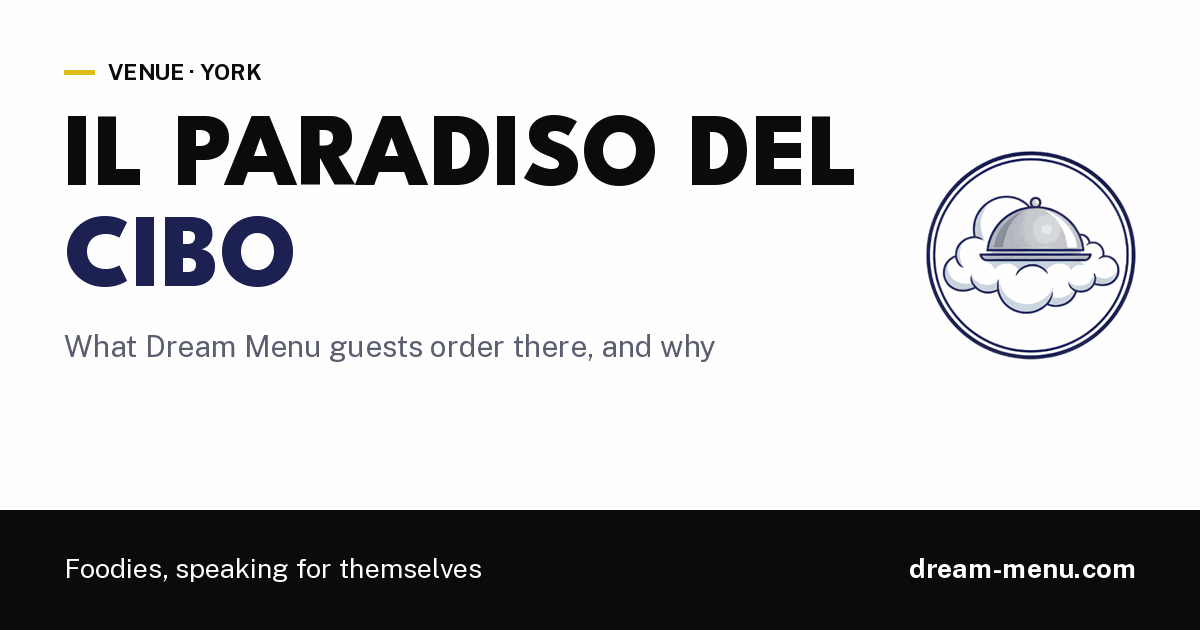 VENUE · YORK
IL PARADISO DEL
CIBO
What Dream Menu guests order there, and why
Foodies, speaking for themselves
dream-menu.com